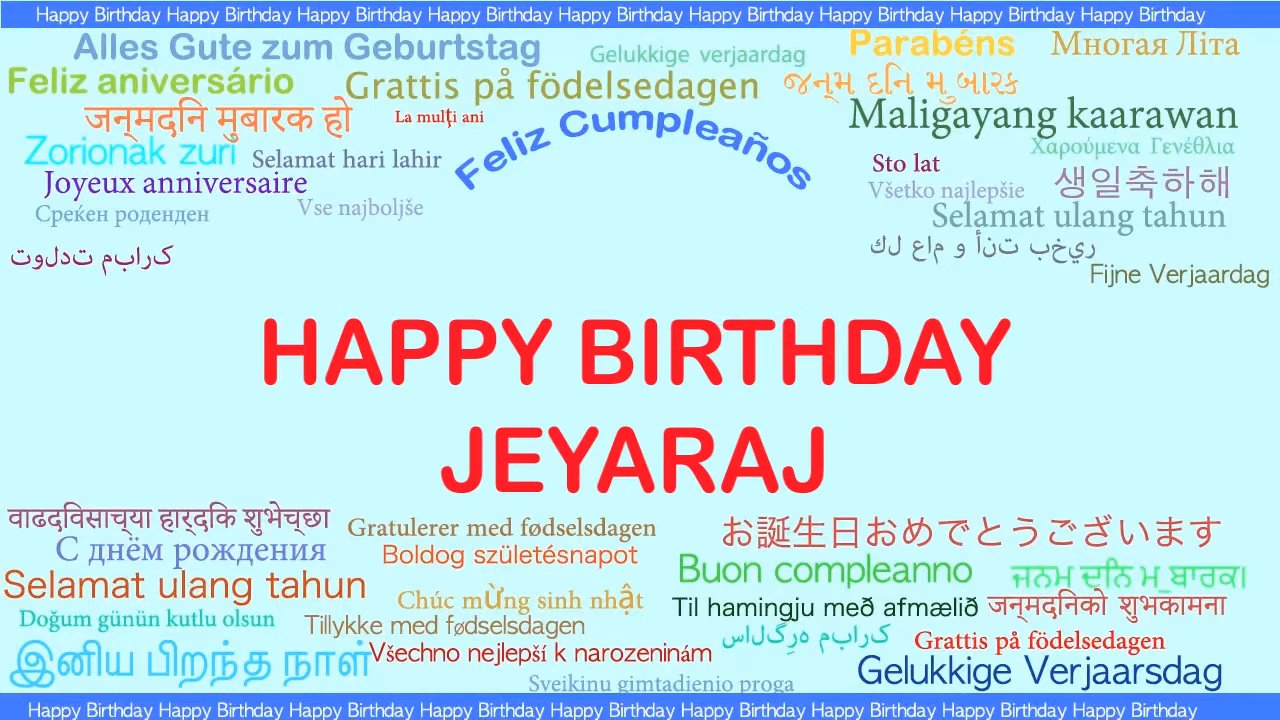 Happy Birthday Happy Birthday Happy Birthday Happy Birthday Happy Birthday Happy Birthday Happy Birthday Happy Birthday Happy Birthday
Alles Gute zum Geburtstag
Gelukkige verjaardag
Parabéns
Многая Літа
Feliz aniversário
Grattis på födelsedagen
જન્મ દિન મુબારક
जन्मदिन मुबारक हो
La mulţi ani
Feliz Cumpleaños
Maligayang kaarawan
Zorionak zuri
Selamat hari lahir
Sto lat
Χαρούμενα Γενέθλια
Joyeux anniversaire
Všetko najlepšie
생일축하해
Среќен роденден
Vse najboljše
Selamat ulang tahun
تولدت مبارک
كل عام و أنت بخير
Fijne Verjaardag
HAPPY BIRTHDAY
JEYARAJ
वाढदिवसाच्या हार्दिक शुभेच्छा
Gratulerer med fødselsdagen
お誕生日おめでとうございます
С днём рождения
Boldog születésnapot
Buon compleanno
ਜਨਮ ਦਿਨ ਮੁਬਾਰਕ।
Selamat ulang tahun
Chúc mừng sinh nhật
Til hamingju með afmælið
जन्मदिनको शुभकामना
Doğum günün kutlu olsun
Tillykke med fødselsdagen
سالگرہ مبارک
Grattis på födelsedagen
இனிய பிறந்த நாள்
Všechno nejlepší k narozeninám
Gelukkige Verjaarsdag
Sveikinu gimtadienio proga
Happy Birthday Happy Birthday Happy Birthday Happy Birthday Happy Birthday Happy Birthday Happy Birthday Happy Birthday Happy Birthday